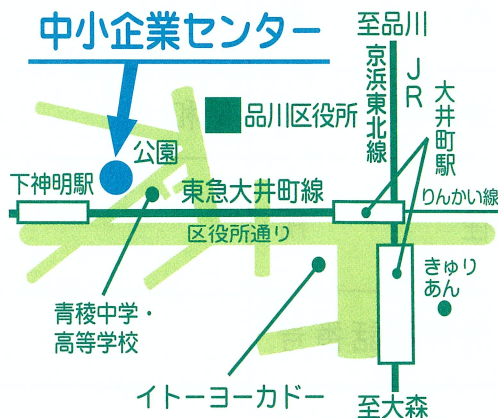 中小企業センター
至品川
京浜東北線
JR
大井町駅
品川区役所
公園
下神明駅
東急大井町線
りんかい線
区役所通り
きゅり
あん
青稜中学・
高等学校
イトーヨーカドー
至大森